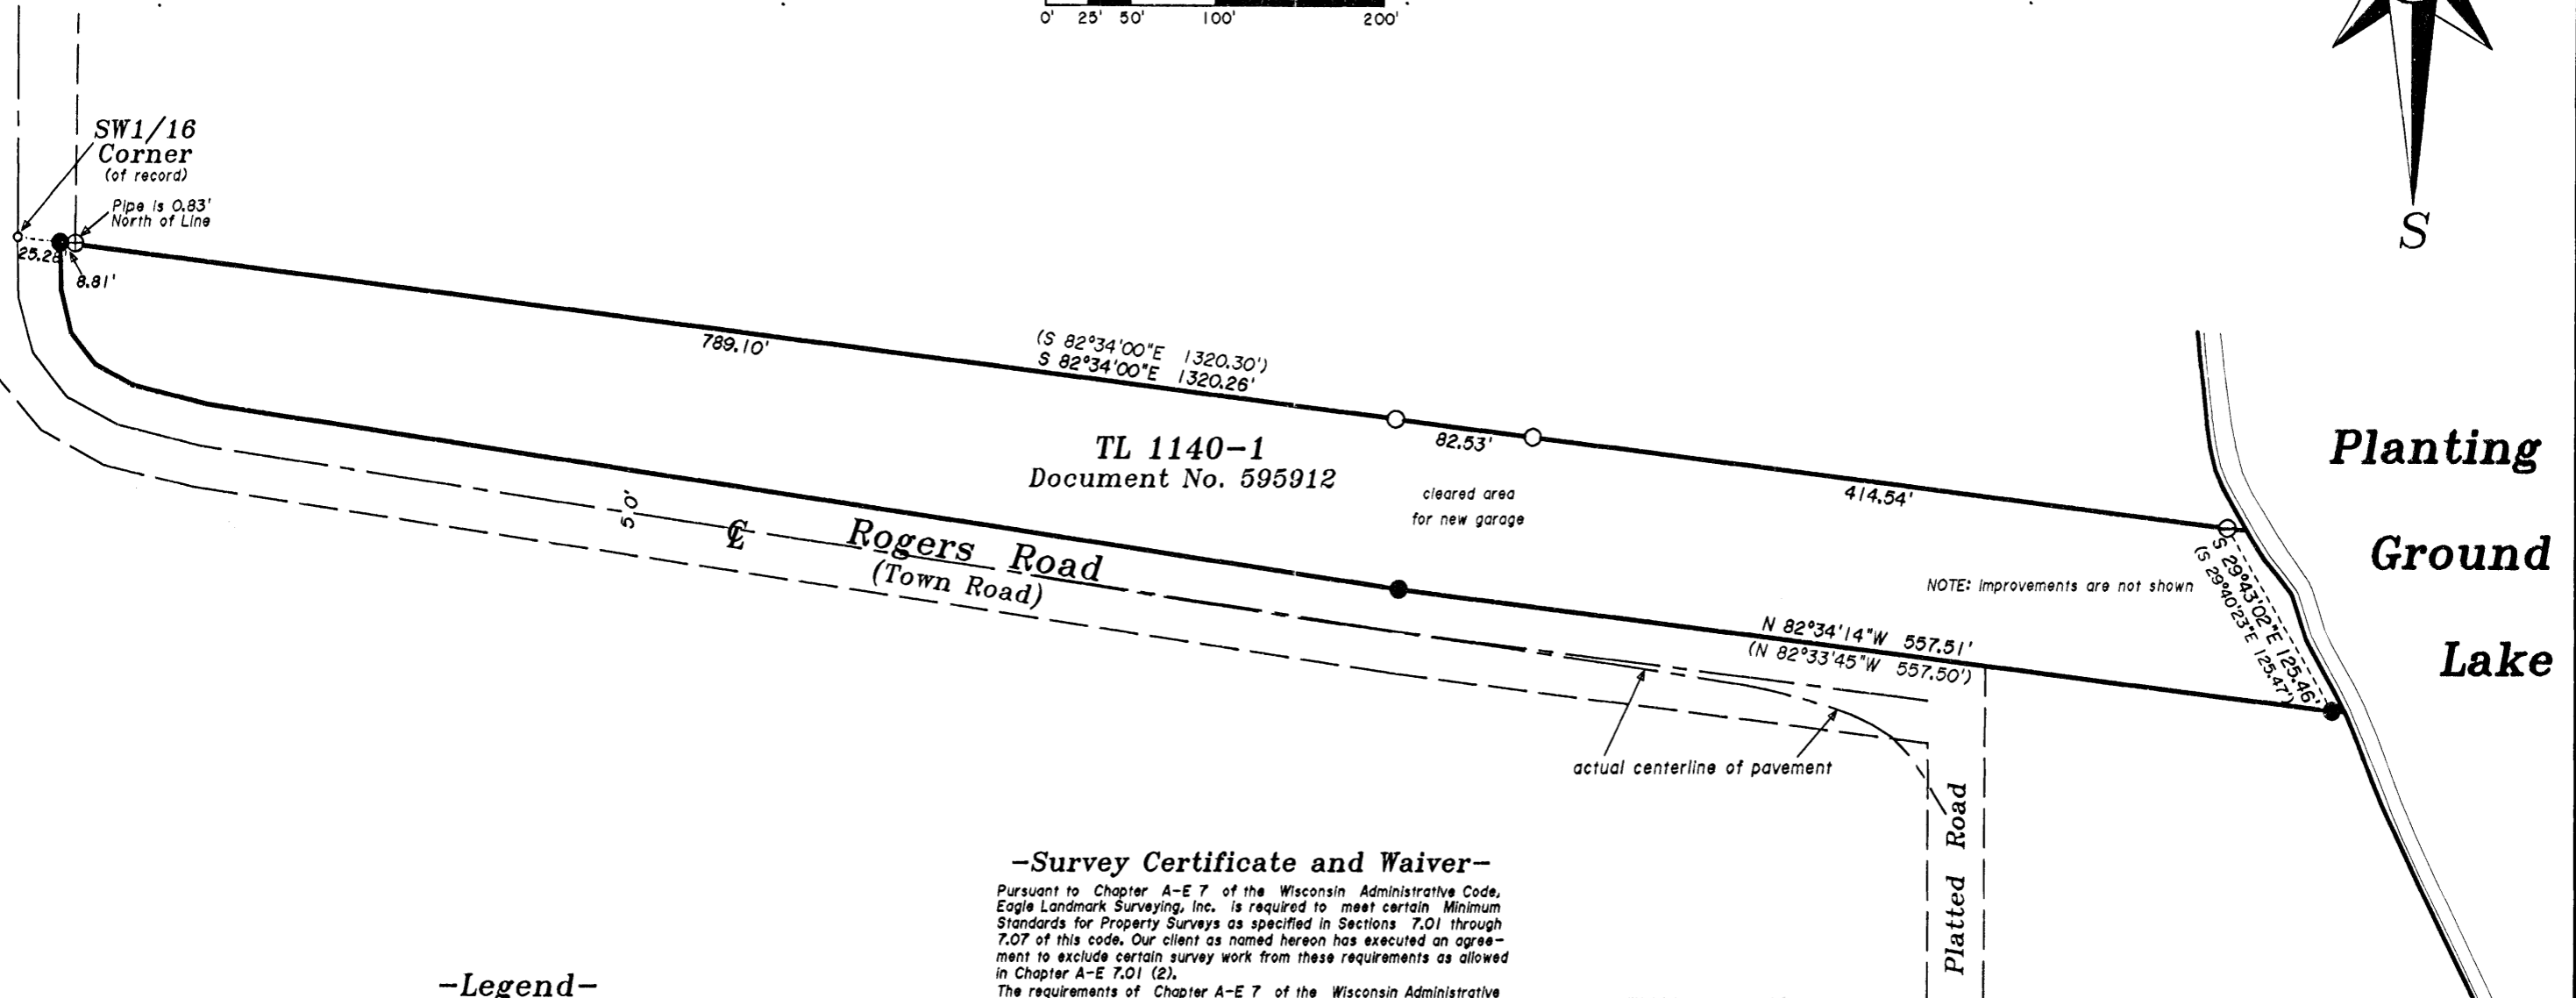 0' 25' 50' 100' 200'
S
SW1/16
Corner
(of record)
Pipe is 0.83'
North of Line
25.28'
8.81'
789.10'
(S 82°34'00"E 1320.30')
S 82°34'00"E 1320.26'
82.53'
414.54'
TL 1140-1
Document No. 595912
cleared area
for new garage
Planting
Ground
Lake
50'
℄ Rogers Road
(Town Road)
NOTE: Improvements are not shown
S 29°43'02"E 125.46'
(S 29°40'23"E 125.47')
N 82°34'14"W 557.51'
(N 82°33'45"W 557.50')
actual centerline of pavement
Platted Road
-Survey Certificate and Waiver-
Pursuant to Chapter A-E 7 of the Wisconsin Administrative Code,
Eagle Landmark Surveying, Inc. is required to meet certain Minimum
Standards for Property Surveys as specified in Sections 7.01 through
7.07 of this code. Our client as named hereon has executed an agree-
ment to exclude certain survey work from these requirements as allowed
in Chapter A-E 7.01 (2).
The requirements of Chapter A-E 7 of the Wisconsin Administrative
-Legend-